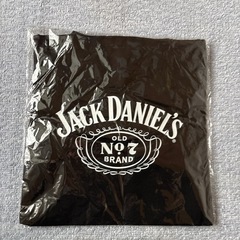 JACK DANIEL'S
OLD
No. 7
BRAND